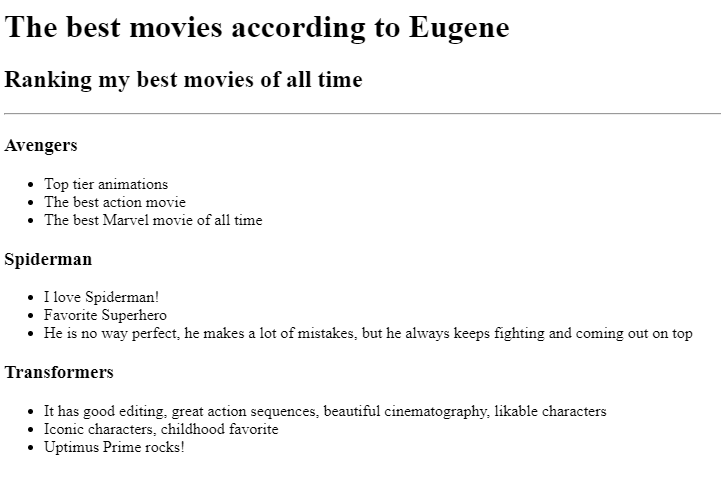 The best movies according to Eugene
Ranking my best movies of all time
Avengers
Top tier animations
The best action movie
The best Marvel movie of all time
Spiderman
I love Spiderman!
Favorite Superhero
He is no way perfect, he makes a lot of mistakes, but he always keeps fighting and coming out on top
Transformers
It has good editing, great action sequences, beautiful cinematography, likable characters
Iconic characters, childhood favorite
Uptimus Prime rocks!